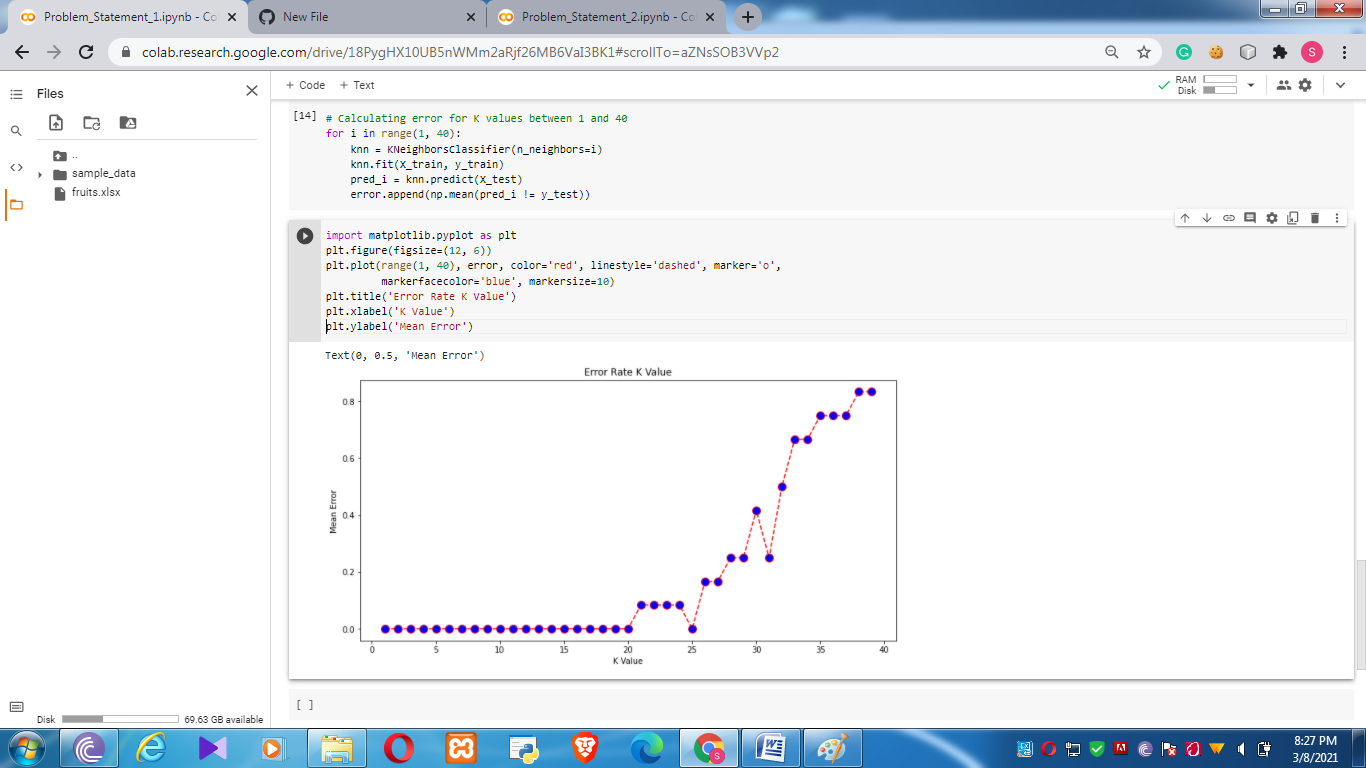 Problem_Statement_1.ipynb - Co
New File
Problem_Statement_2.ipynb - Co
colab.research.google.com/drive/18PygHX10UB5nWMm2aRjf26MB6VaI3BK1#scrollTo=aZNsSOB3VVp2
S
Files
+ Code + Text
RAM
Disk
..
sample_data
fruits.xlsx
[14] # Calculating error for K values between 1 and 40
for i in range(1, 40):
    knn = KNeighborsClassifier(n_neighbors=i)
    knn.fit(X_train, y_train)
    pred_i = knn.predict(X_test)
    error.append(np.mean(pred_i != y_test))
import matplotlib.pyplot as plt
plt.figure(figsize=(12, 6))
plt.plot(range(1, 40), error, color='red', linestyle='dashed', marker='o',
         markerfacecolor='blue', markersize=10)
plt.title('Error Rate K Value')
plt.xlabel('K Value')
plt.ylabel('Mean Error')
Text(0, 0.5, 'Mean Error')
Error Rate K Value
0.8
0.6
0.4
0.2
0.0
Mean Error
0 5 10 15 20 25 30 35 40
K Value
[ ]
Disk 69.63 GB available
8:27 PM
3/8/2021